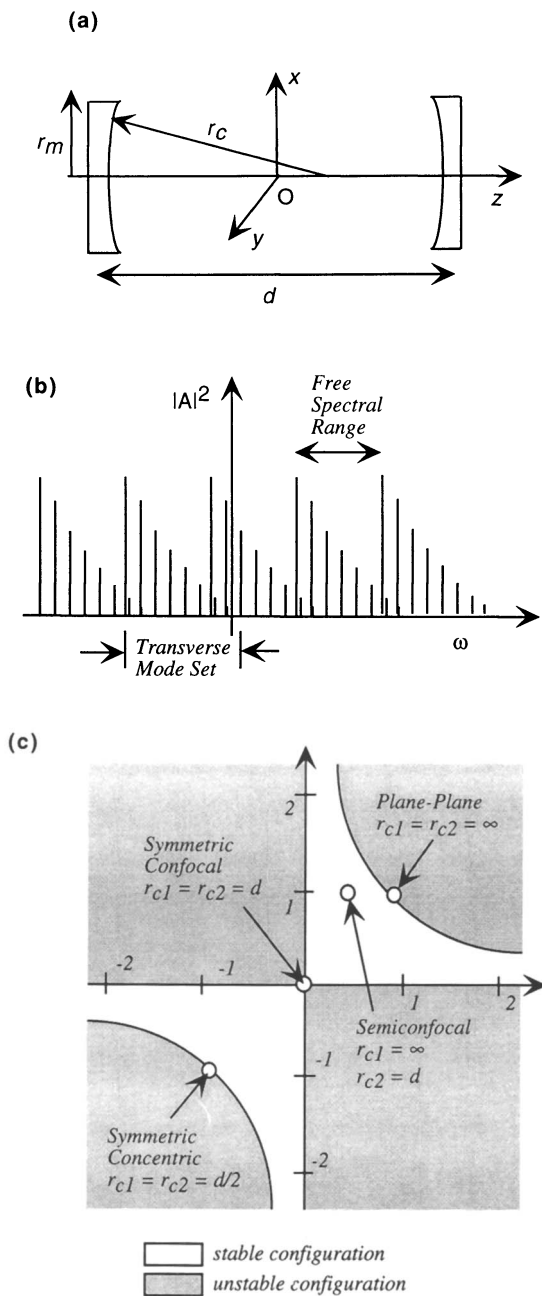 (a)
x
r_m
r_c
O
z
y
d
(b)
|A|²
Free
Spectral
Range
Transverse
Mode Set
ω
(c)
2
Plane-Plane
r_c1 = r_c2 = ∞
Symmetric
Confocal
r_c1 = r_c2 = d
1
-2
-1
1
2
Semiconfocal
r_c1 = ∞
r_c2 = d
-1
Symmetric
Concentric
r_c1 = r_c2 = d/2
-2
stable configuration
unstable configuration